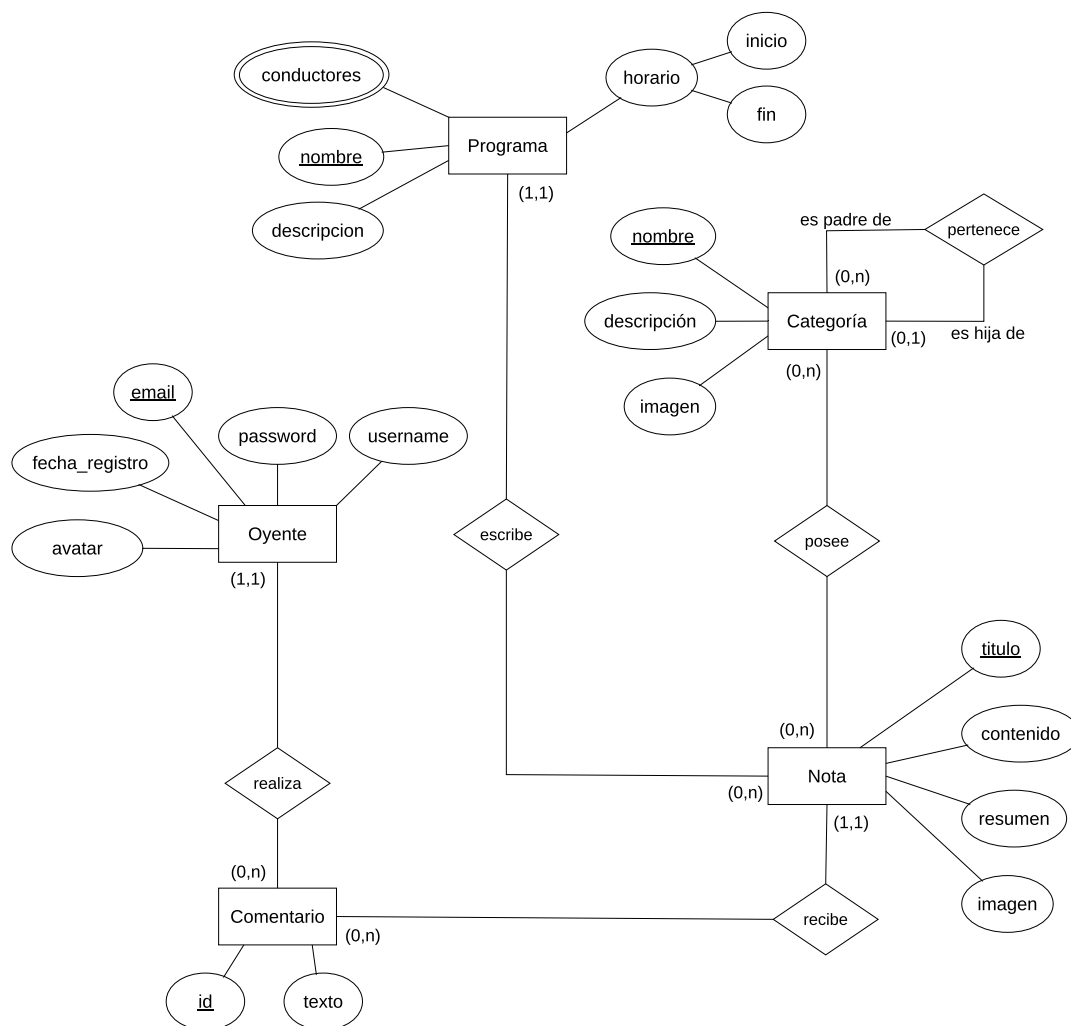 inicio
conductores
horario
fin
Programa
nombre
(1,1)
descripcion
es padre de
pertenece
nombre
(0,n)
descripción
Categoría
(0,1)
es hija de
(0,n)
imagen
email
password
username
fecha_registro
Oyente
avatar
(1,1)
escribe
posee
titulo
(0,n)
contenido
Nota
(0,n)
realiza
(1,1)
resumen
(0,n)
imagen
Comentario
(0,n)
recibe
id
texto